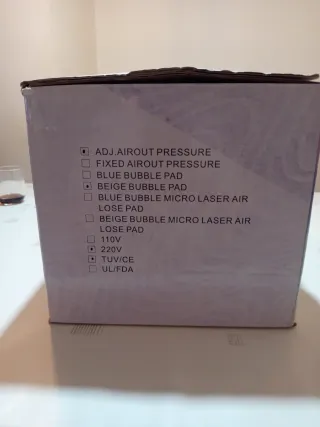 ADJ.AIROUT PRESSURE
FIXED AIROUT PRESSURE
BLUE BUBBLE PAD
BEIGE BUBBLE PAD
BLUE BUBBLE MICRO LASER AIR
LOSE PAD
BEIGE BUBBLE MICRO LASER AIR
LOSE PAD
110V
220V
TUV/CE
UL/FDA